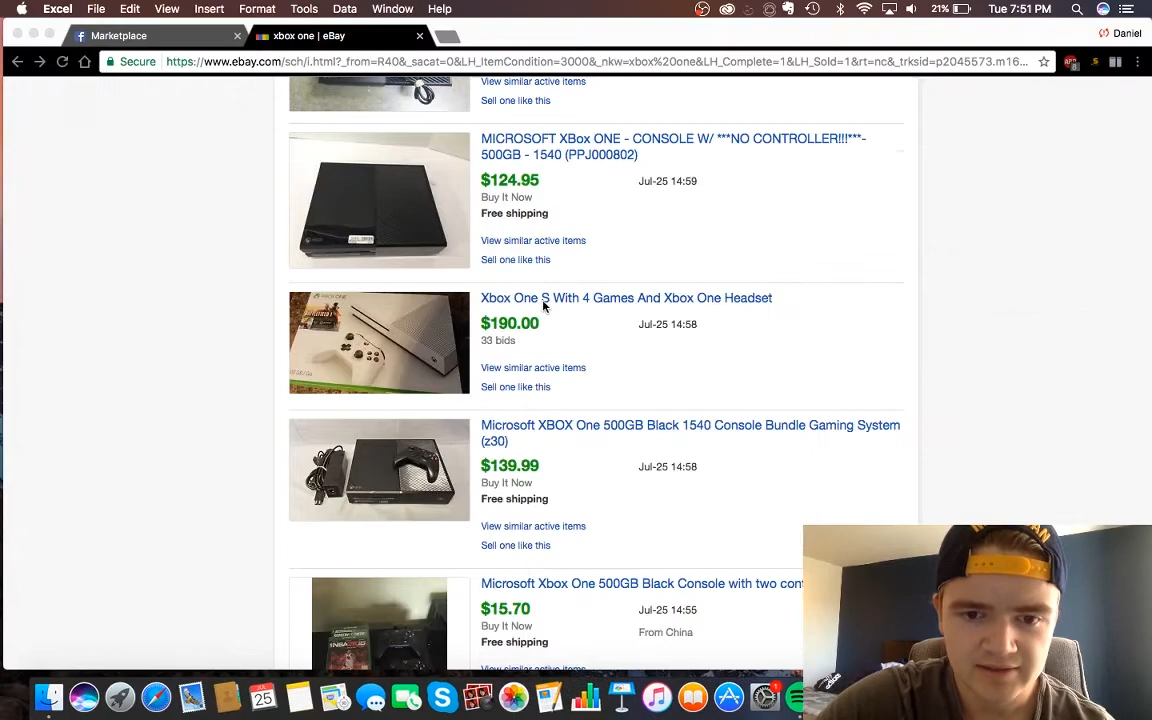 Excel File Edit View Insert Format Tools Data Window Help 21% Tue 7:51 PM
Marketplace xbox one | eBay Daniel
Secure https://www.ebay.com/sch/i.html?_from=R40&_sacat=0&LH_ItemCondition=3000&_nkw=xbox%20one&LH_Complete=1&LH_Sold=1&rt=nc&_trksid=p2045573.m16...
View similar active items
Sell one like this
MICROSOFT XBox ONE - CONSOLE W/ ***NO CONTROLLER!!!***-
500GB - 1540 (PPJ000802)
$124.95 Jul-25 14:59
Buy It Now
Free shipping
View similar active items
Sell one like this
Xbox One S With 4 Games And Xbox One Headset
$190.00 Jul-25 14:58
33 bids
View similar active items
Sell one like this
Microsoft XBOX One 500GB Black 1540 Console Bundle Gaming System
(z30)
$139.99 Jul-25 14:58
Buy It Now
Free shipping
View similar active items
Sell one like this
Microsoft Xbox One 500GB Black Console with two
$15.70 Jul-25 14:55
Buy It Now From China
Free shipping
View similar active items
JUL
25